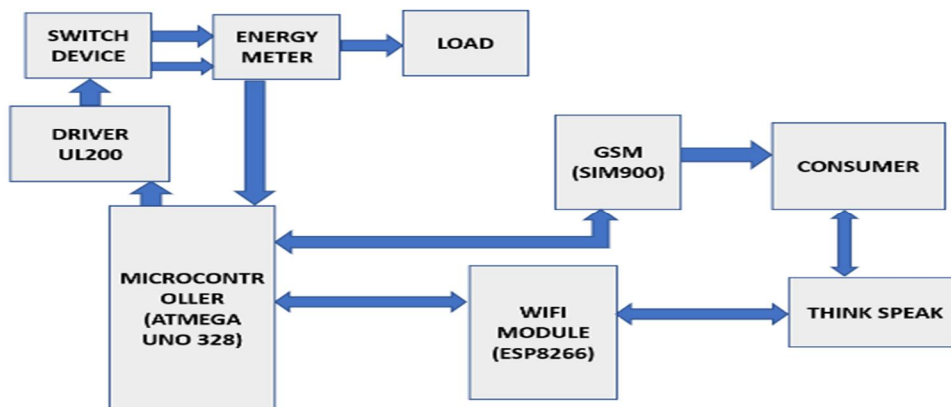 SWITCH
DEVICE
ENERGY
METER
LOAD
DRIVER
UL200
GSM
(SIM900)
CONSUMER
MICROCONTR
OLLER
(ATMEGA
UNO 328)
WIFI
MODULE
(ESP8266)
THINK SPEAK